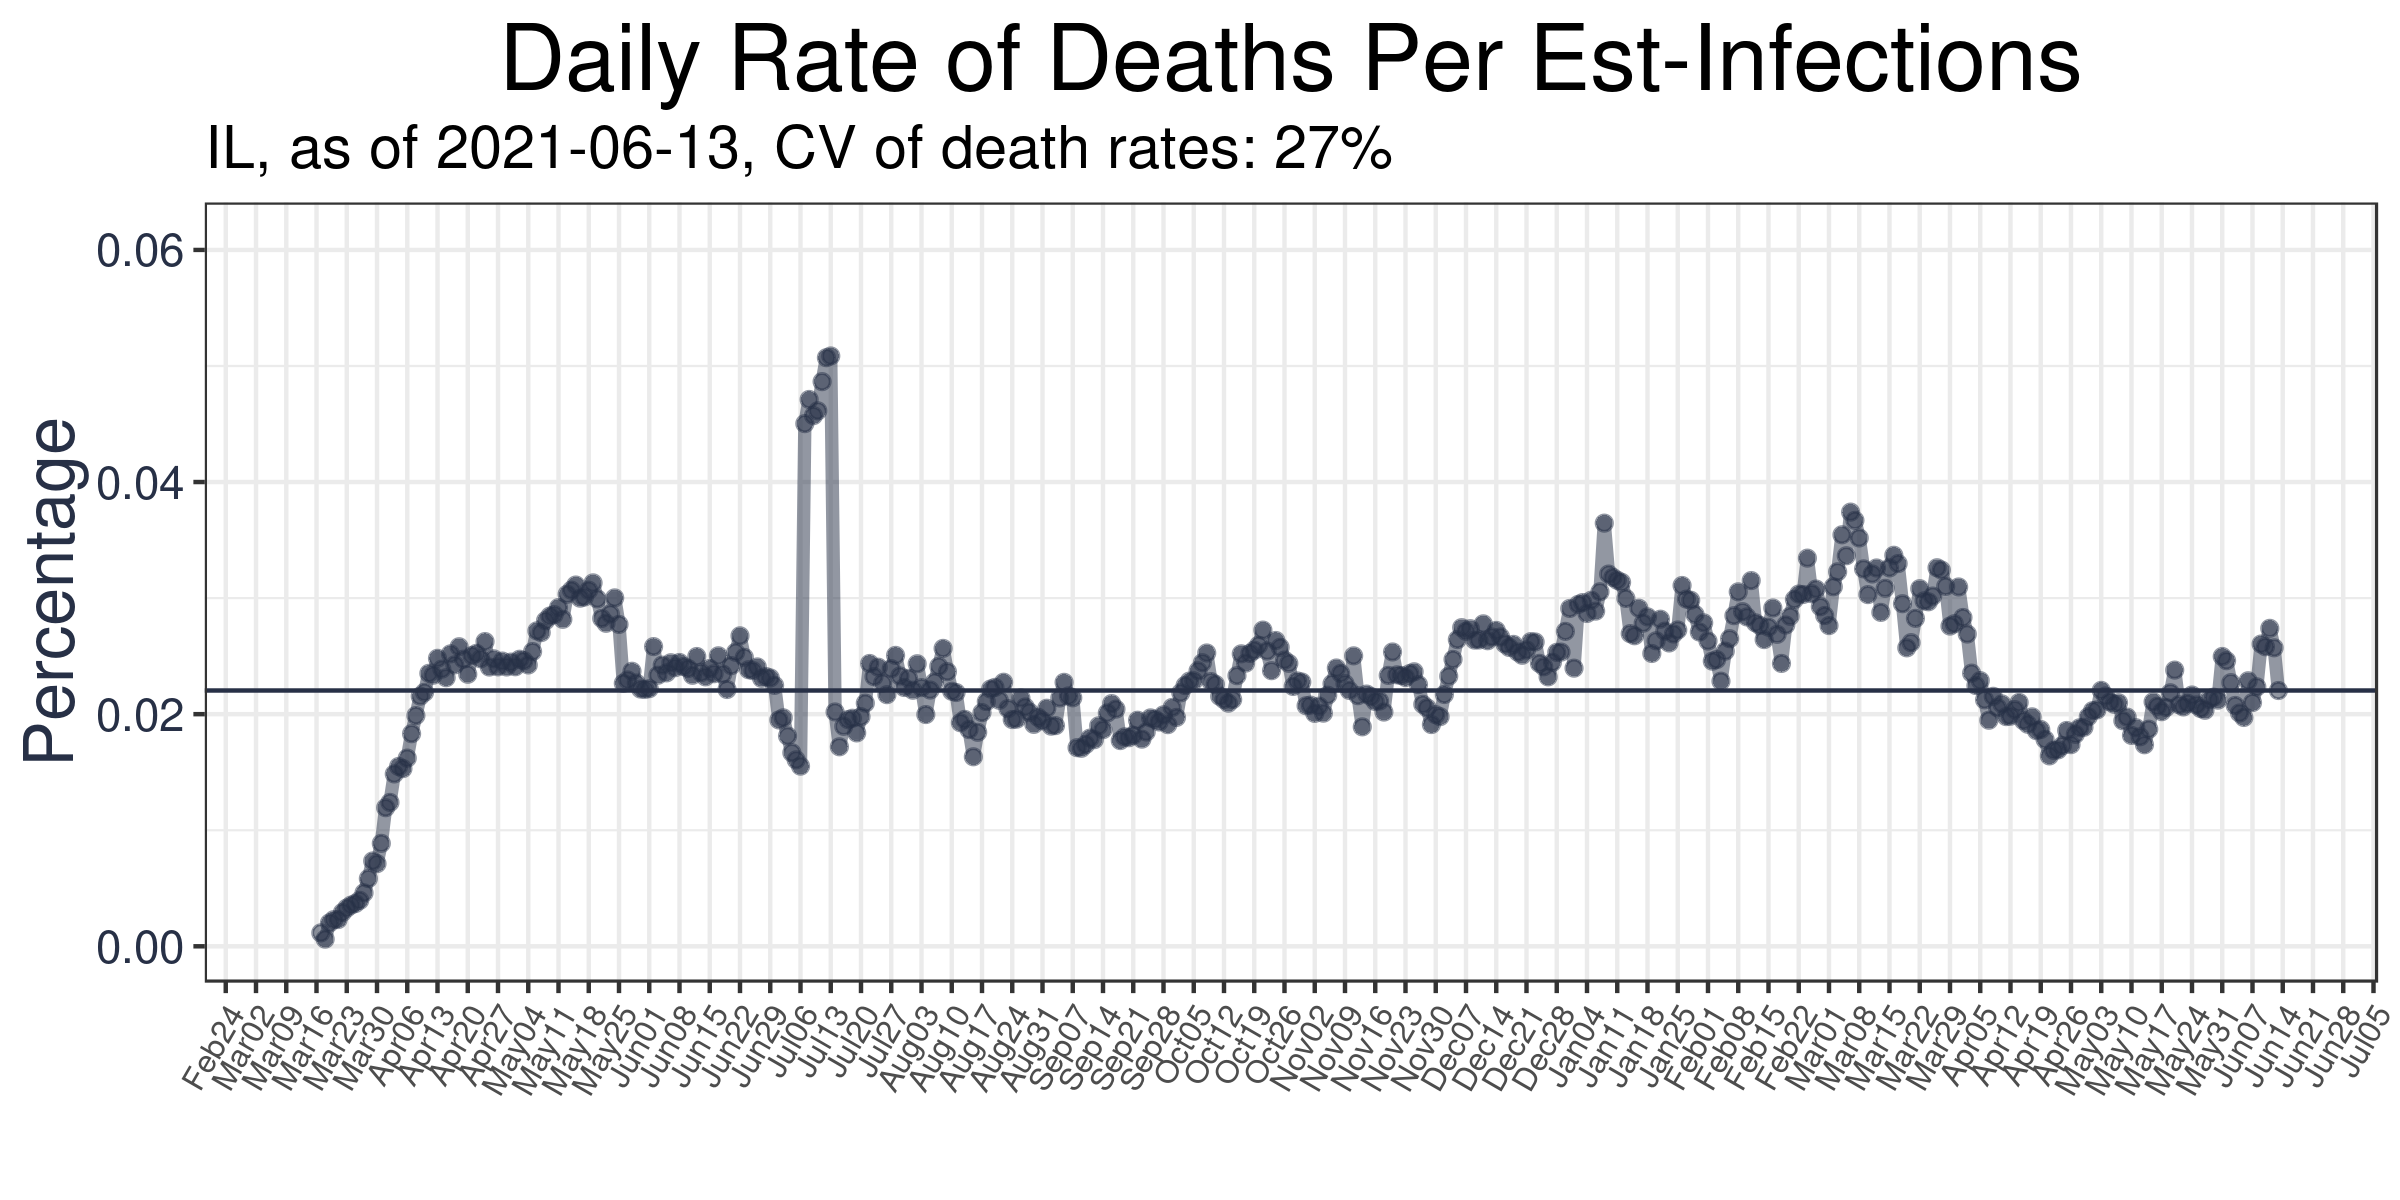 Daily Rate of Deaths Per Est-Infections
IL, as of 2021-06-13, CV of death rates: 27%
Percentage
0.06
0.04
0.02
0.00
Feb24
Mar02
Mar09
Mar16
Mar23
Mar30
Apr06
Apr13
Apr20
Apr27
May04
May11
May18
May25
Jun01
Jun08
Jun15
Jun22
Jun29
Jul06
Jul13
Jul20
Jul27
Aug03
Aug10
Aug17
Aug24
Aug31
Sep07
Sep14
Sep21
Sep28
Oct05
Oct12
Oct19
Oct26
Nov02
Nov09
Nov16
Nov23
Nov30
Dec07
Dec14
Dec21
Dec28
Jan04
Jan11
Jan18
Jan25
Feb01
Feb08
Feb15
Feb22
Mar01
Mar08
Mar15
Mar22
Mar29
Apr05
Apr12
Apr19
Apr26
May03
May10
May17
May24
May31
Jun07
Jun14
Jun21
Jun28
Jul05